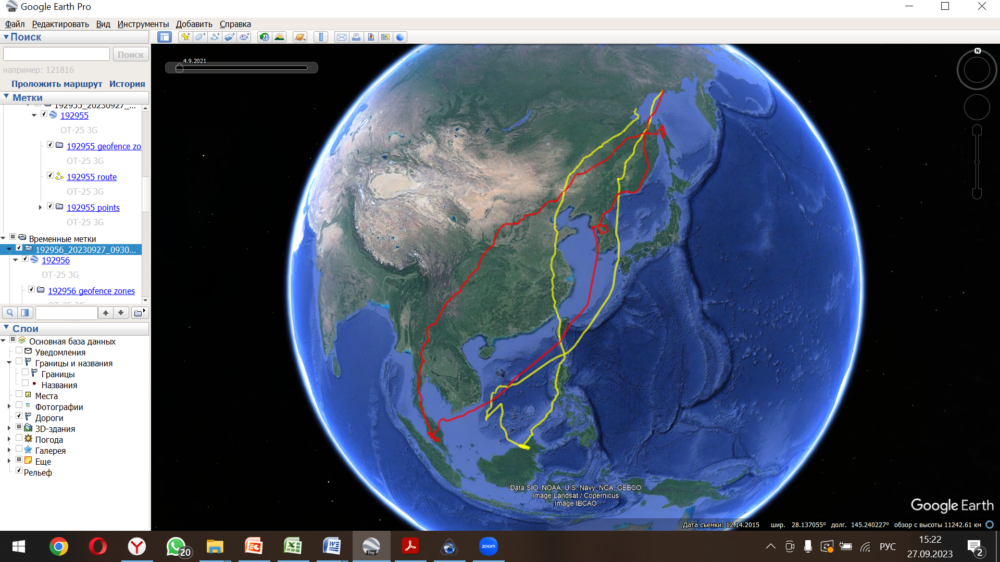 Google Earth Pro
Файл Редактировать Вид Инструменты Добавить Справка
Поиск
Поиск
например: 121816
Проложить маршрут История
Метки
192955_20230927_...
192955
OT-25 3G
192955 geofence zo
OT-25 3G
192955 route
OT-25 3G
192955 points
OT-25 3G
Временные метки
192956_20230927_0930...
192956
OT-25 3G
192956 geofence zones
OT-25 3G
Слои
Основная база данных
Уведомления
Границы и названия
Границы
Названия
Места
Фотографии
Дороги
3D-здания
Погода
Галерея
Еще
Рельеф
4.9.2021
N
Data SIO, NOAA, U.S. Navy, NGA, GEBCO
Image Landsat / Copernicus
Image IBCAO
Google Earth
Дата съемки: 12.14.2015 шир. 28.137055° долг. 145.240227° обзор с высоты 11242.61 км
20
Pro
zoom
РУС
15:22
27.09.2023
2